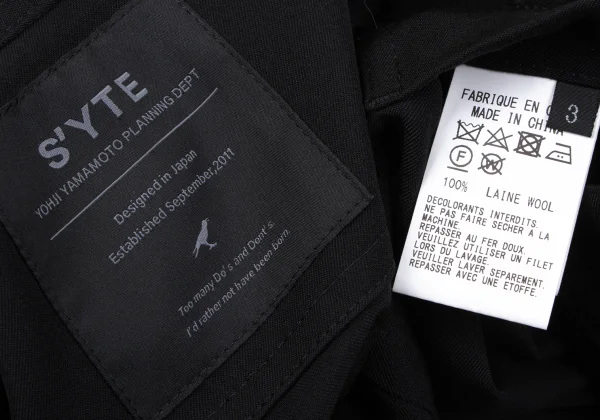 S'YTE
YOHJI YAMAMOTO PLANNING DEPT
Designed in Japan
Established September,2011
Too many Do's and Dont's.
I'd rather not have been born.
3
FABRIQUE EN C
MADE IN CHINA
100% LAINE WOOL
DECOLORANTS INTERDITS.
NE PAS FAIRE SECHER A LA
MACHINE.
REPASSER AU FER DOUX.
VEUILLEZ UTILISER UN FILET
LORS DU LAVAGE.
VEUILLER LAVER SEPAREMENT.
REPASSER AVEC UNE ETOFFE.